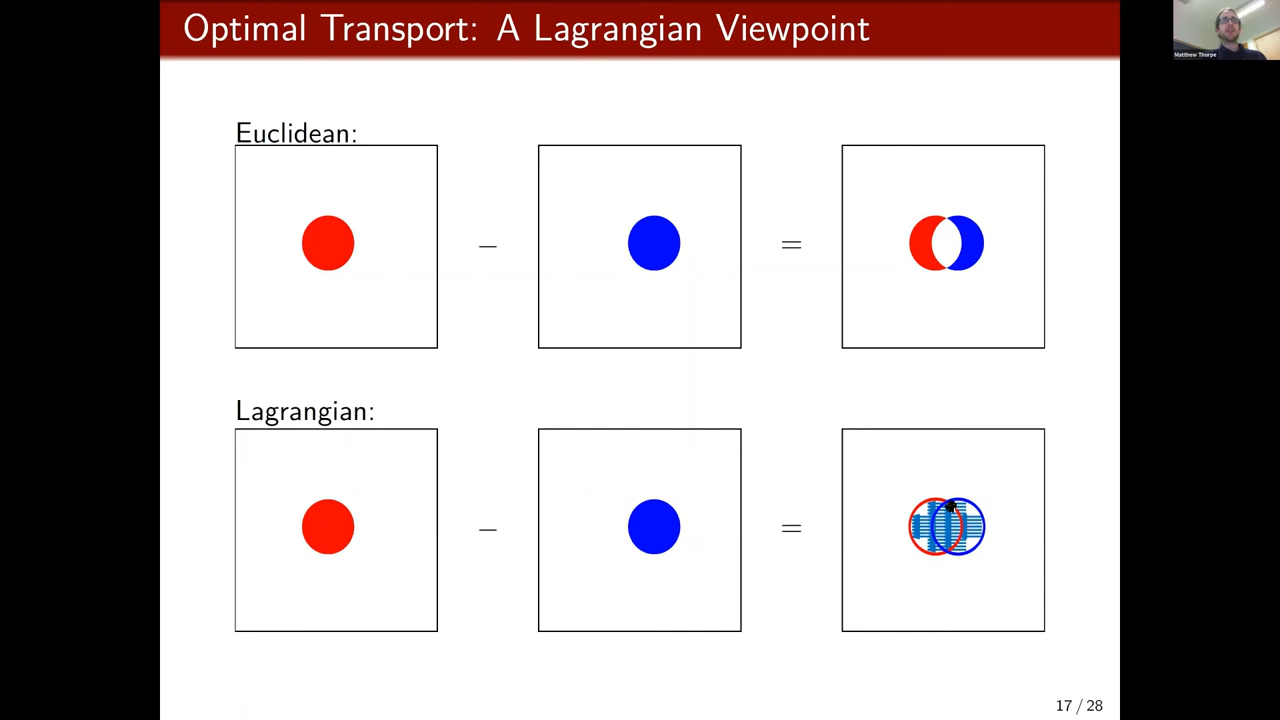 Optimal Transport: A Lagrangian Viewpoint
Matthew Thorpe
Euclidean:
− =
Lagrangian:
− =
17 / 28